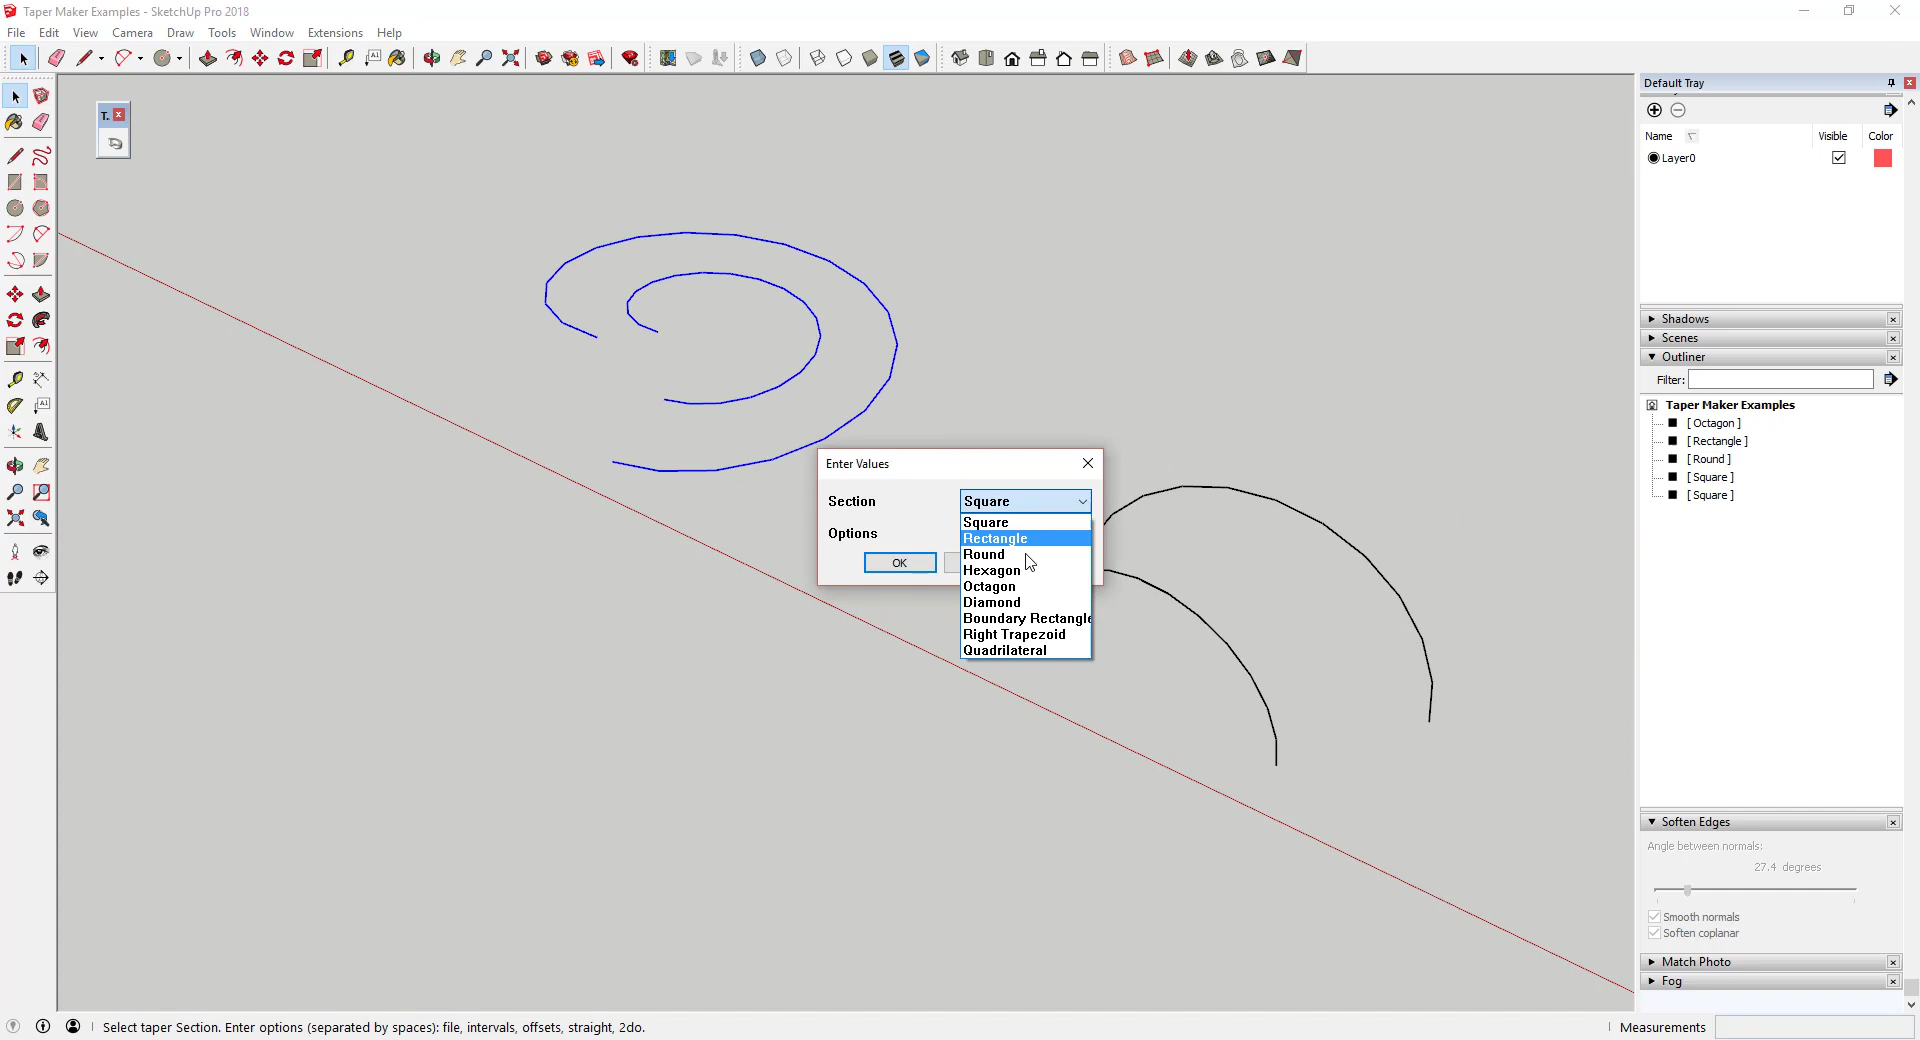 Taper Maker Examples - SketchUp Pro 2018
File Edit View Camera Draw Tools Window Extensions Help
T.
Default Tray
Name Visible Color
Layer0
Shadows
Scenes
Outliner
Filter:
Taper Maker Examples
[ Octagon ]
[ Rectangle ]
[ Round ]
[ Square ]
[ Square ]
Enter Values
Section Square
Options
OK
Square
Rectangle
Round
Hexagon
Octagon
Diamond
Boundary Rectangle
Right Trapezoid
Quadrilateral
Soften Edges
Angle between normals:
27.4 degrees
Smooth normals
Soften coplanar
Match Photo
Fog
Select taper Section. Enter options (separated by spaces): file, intervals, offsets, straight, 2do.
Measurements